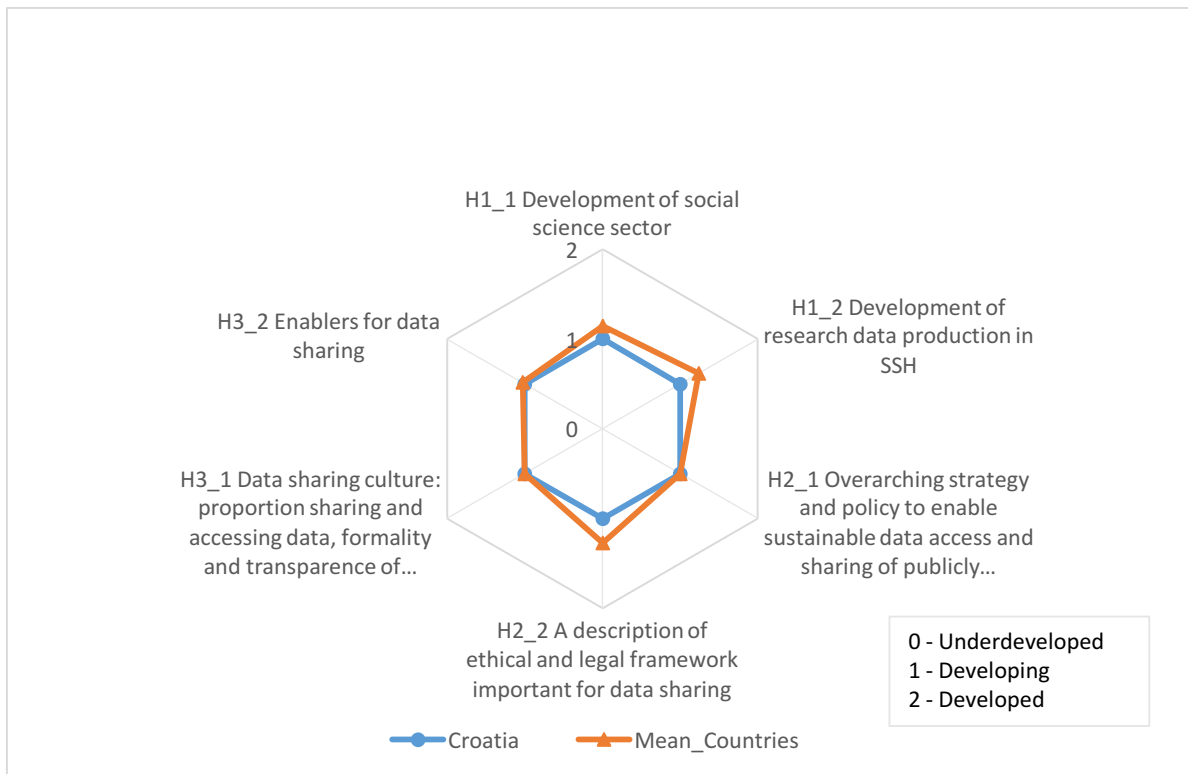 H1_1 Development of social
science sector
2
H1_2 Development of
research data production in
SSH
H3_2 Enablers for data
sharing
1
0
H3_1 Data sharing culture:
proportion sharing and
accessing data, formality
and transparence of...
H2_1 Overarching strategy
and policy to enable
sustainable data access and
sharing of publicly...
H2_2 A description of
ethical and legal framework
important for data sharing
0 - Underdeveloped
1 - Developing
2 - Developed
Croatia
Mean_Countries